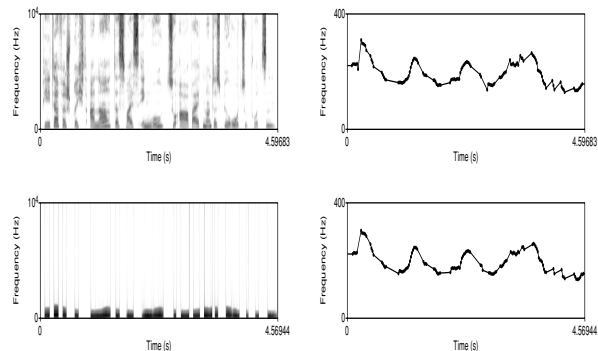 10⁴
Frequency (Hz)
0
0
4.59683
Time (s)
400
Frequency (Hz)
0
0
4.59683
Time (s)
10⁴
Frequency (Hz)
0
0
4.56944
Time (s)
400
Frequency (Hz)
0
0
4.56944
Time (s)